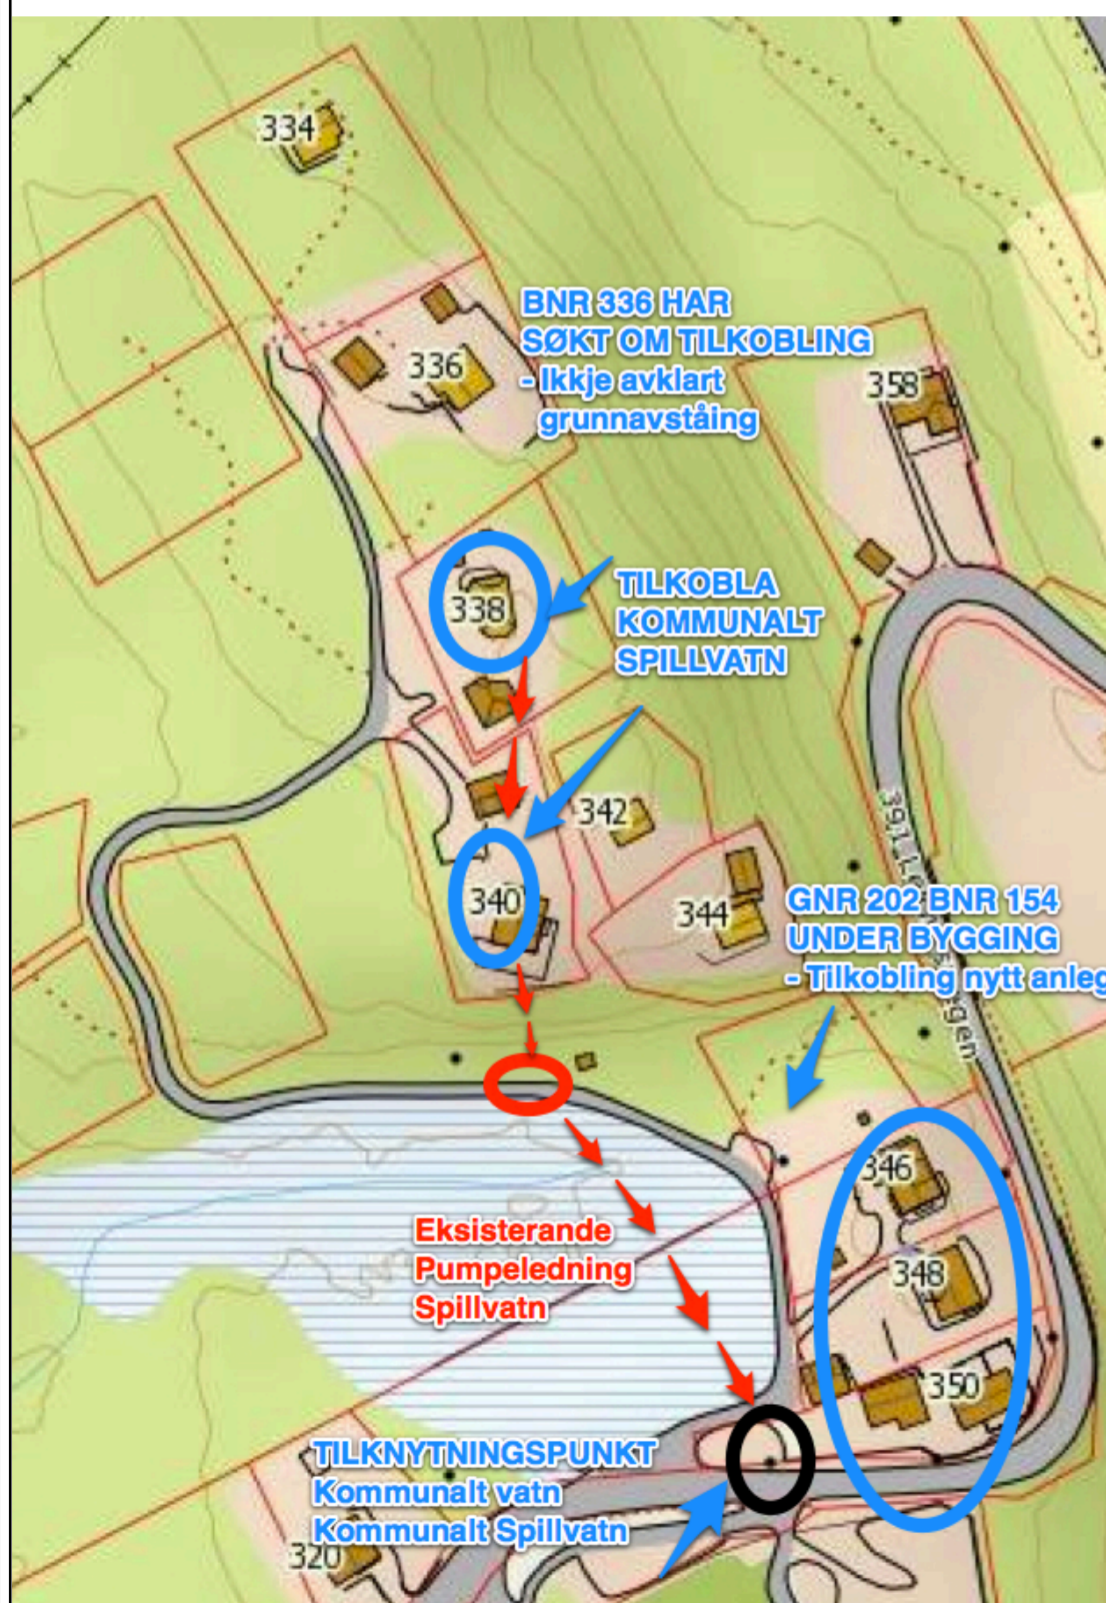 334
BNR 336 HAR
SØKT OM TILKOBLING
- Ikkje avklart
grunnavståing
336
358
338
TILKOBLA
KOMMUNALT
SPILLVATN
342
340
344
GNR 202 BNR 154
UNDER BYGGING
- Tilkobling nytt anleg
346
Eksisterande
Pumpeledning
Spillvatn
348
350
TILKNYTNINGSPUNKT
Kommunalt vatn
Kommunalt Spillvatn
320